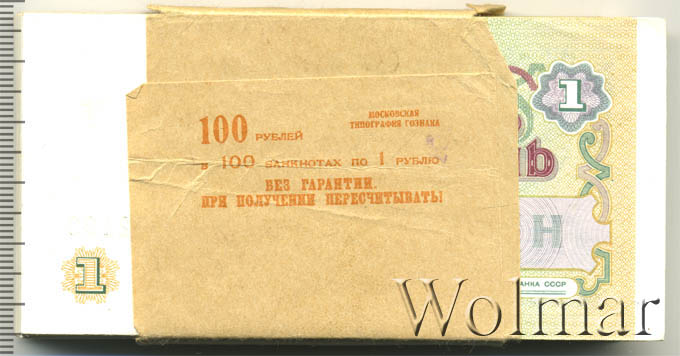 100 РУБЛЕЙ
МОСКОВСКАЯ
ТИПОГРАФИЯ ГОЗНАКА
В 100 БАНКНОТАХ ПО 1 РУБЛЮ
БЕЗ ГАРАНТИИ.
ПРИ ПОЛУЧЕНИИ ПЕРЕСЧИТЫВАТЬ!
1
1
Н
АНКА СССР
Wolmar